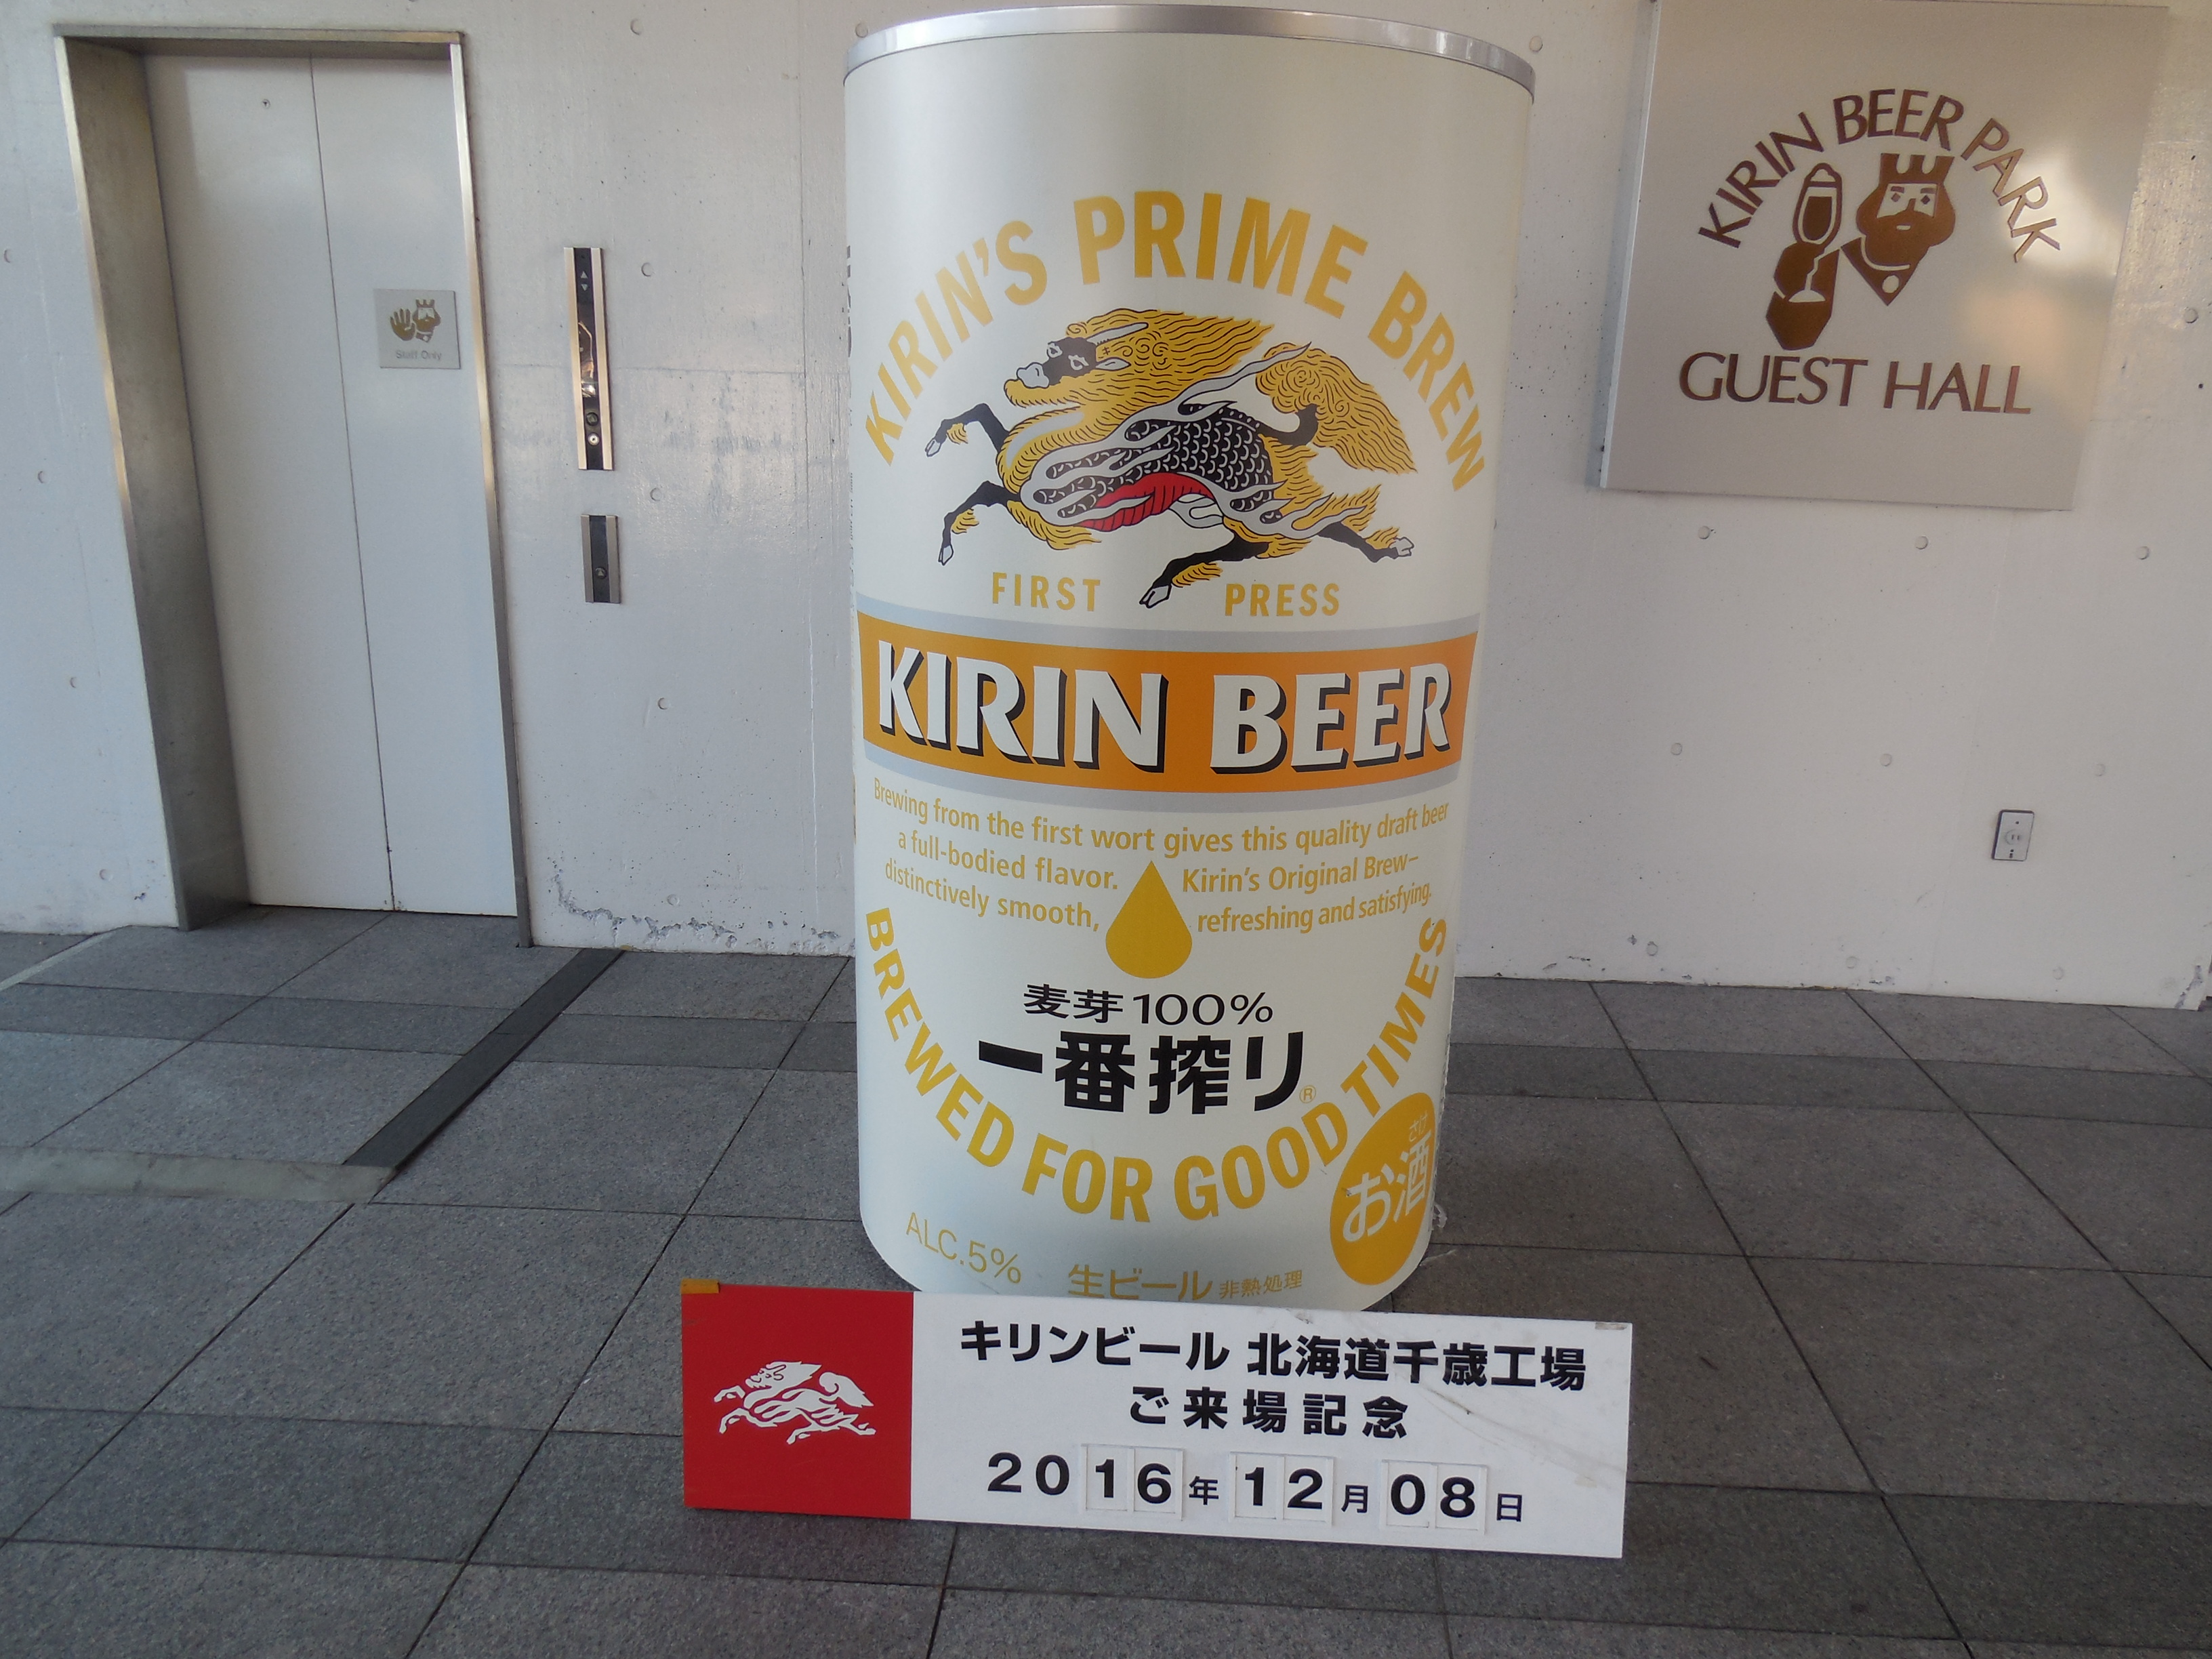 Staff Only
KIRIN BEER PARK
GUEST HALL
KIRIN'S PRIME BREW
FIRST PRESS
KIRIN BEER
Brewing from the first wort gives this quality draft beer
a full-bodied flavor. Kirin's Original Brew–
distinctively smooth, refreshing and satisfying.
麦芽100%
一番搾り®
BREWED FOR GOOD TIMES
さけ
お酒
ALC.5%
生ビール 非熱処理
キリンビール 北海道千歳工場
ご来場記念
2016年12月08日